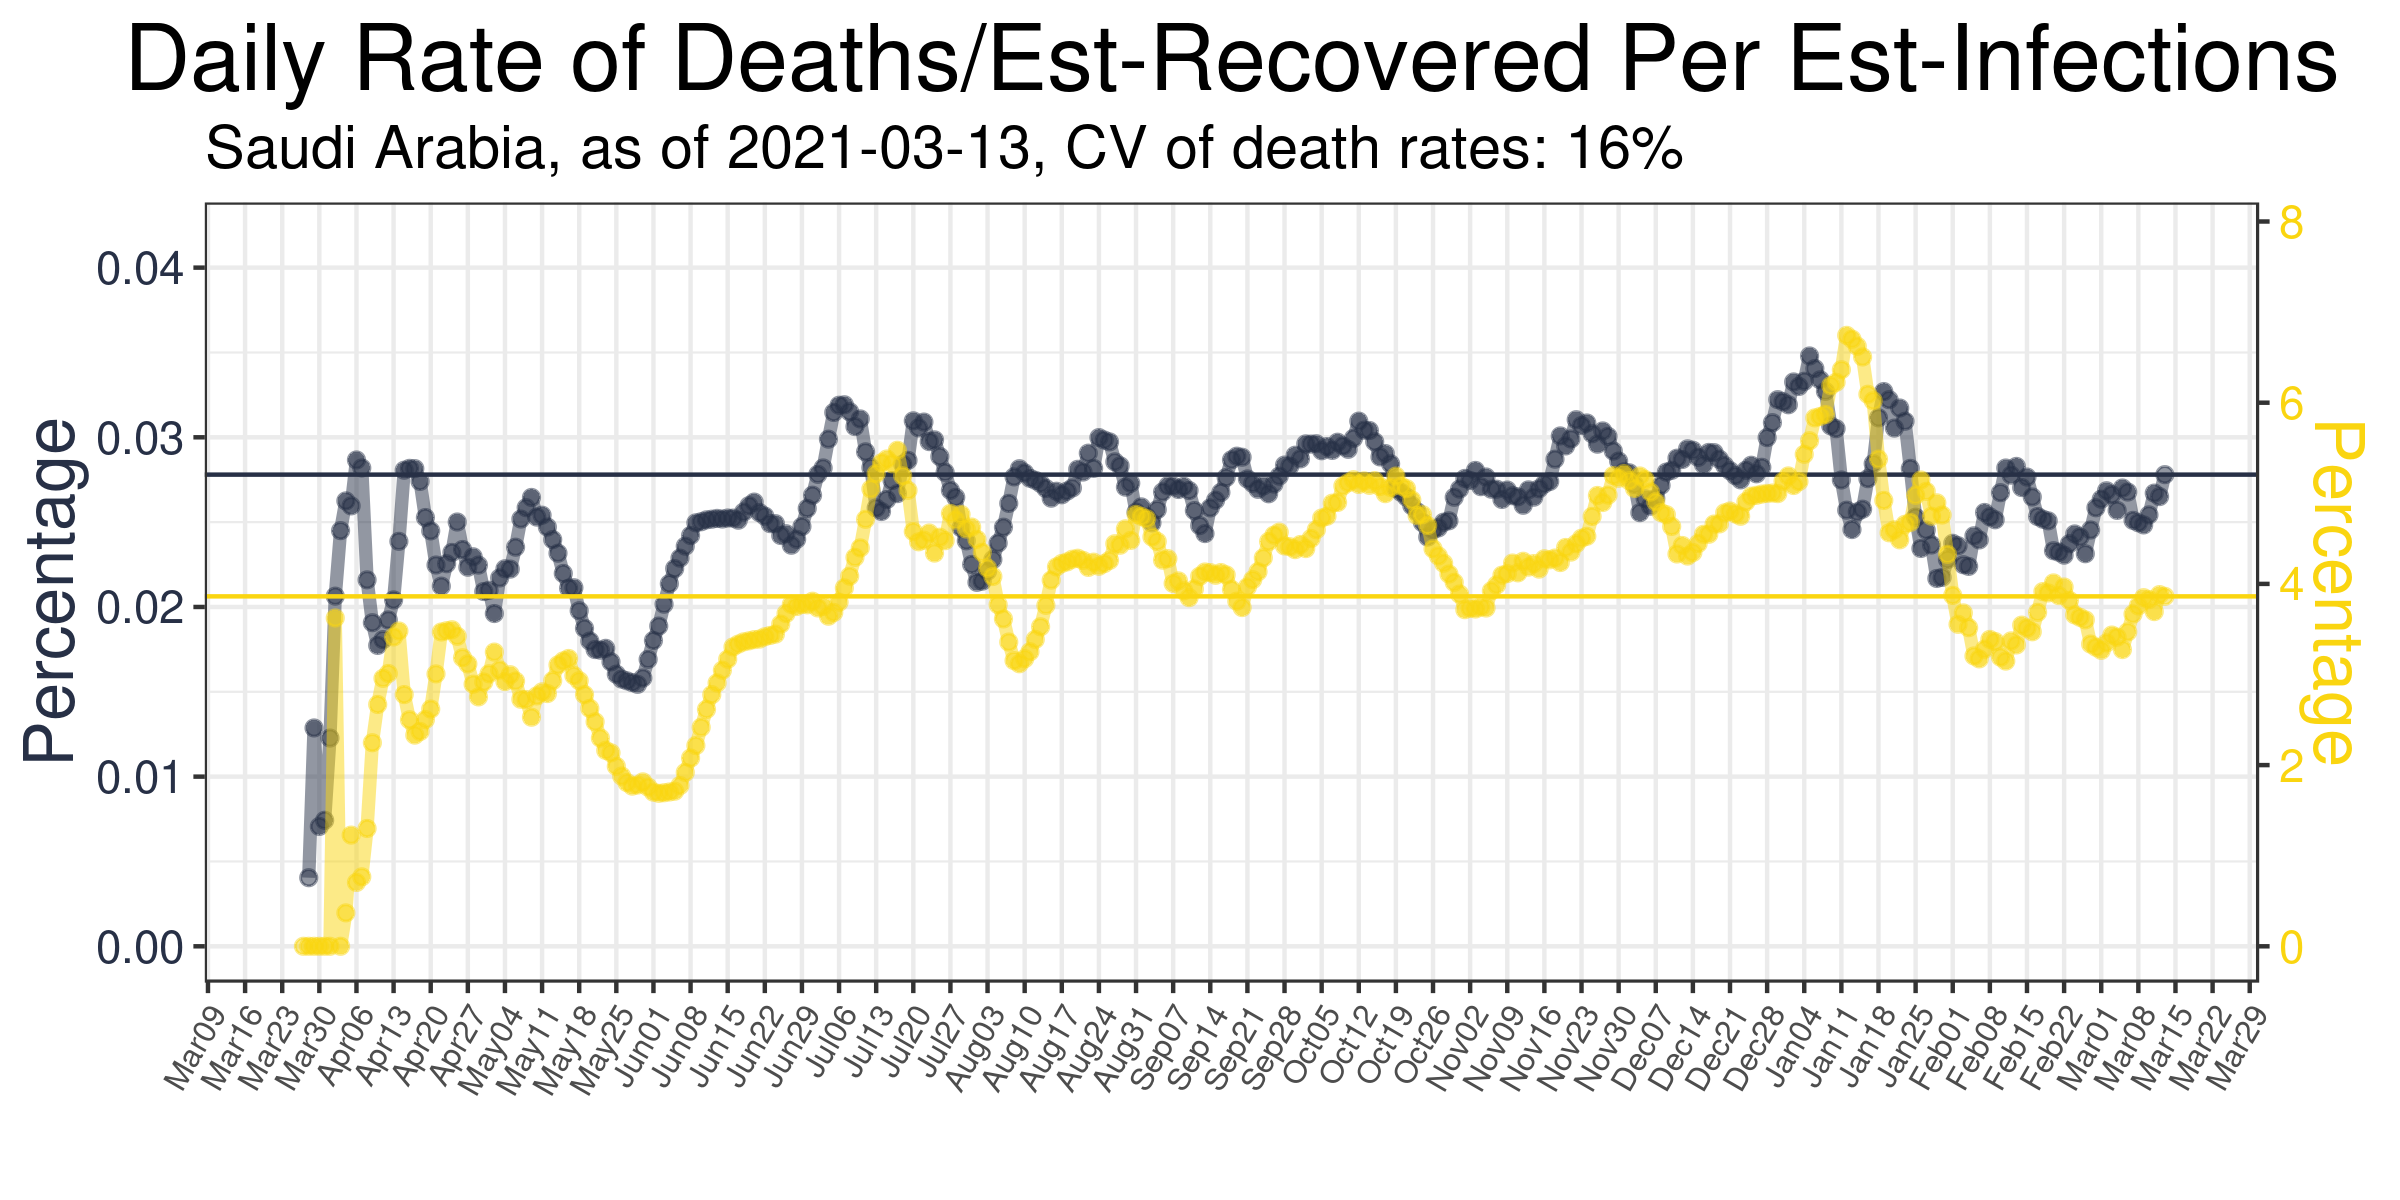 Daily Rate of Deaths/Est-Recovered Per Est-Infections
Saudi Arabia, as of 2021-03-13, CV of death rates: 16%
Percentage
0.04
0.03
0.02
0.01
0.00
8
6
4
2
0
Percentage
Mar09 Mar16 Mar23 Mar30 Apr06 Apr13 Apr20 Apr27 May04 May11 May18 May25 Jun01 Jun08 Jun15 Jun22 Jun29 Jul06 Jul13 Jul20 Jul27 Aug03 Aug10 Aug17 Aug24 Aug31 Sep07 Sep14 Sep21 Sep28 Oct05 Oct12 Oct19 Oct26 Nov02 Nov09 Nov16 Nov23 Nov30 Dec07 Dec14 Dec21 Dec28 Jan04 Jan11 Jan18 Jan25 Feb01 Feb08 Feb15 Feb22 Mar01 Mar08 Mar15 Mar22 Mar29